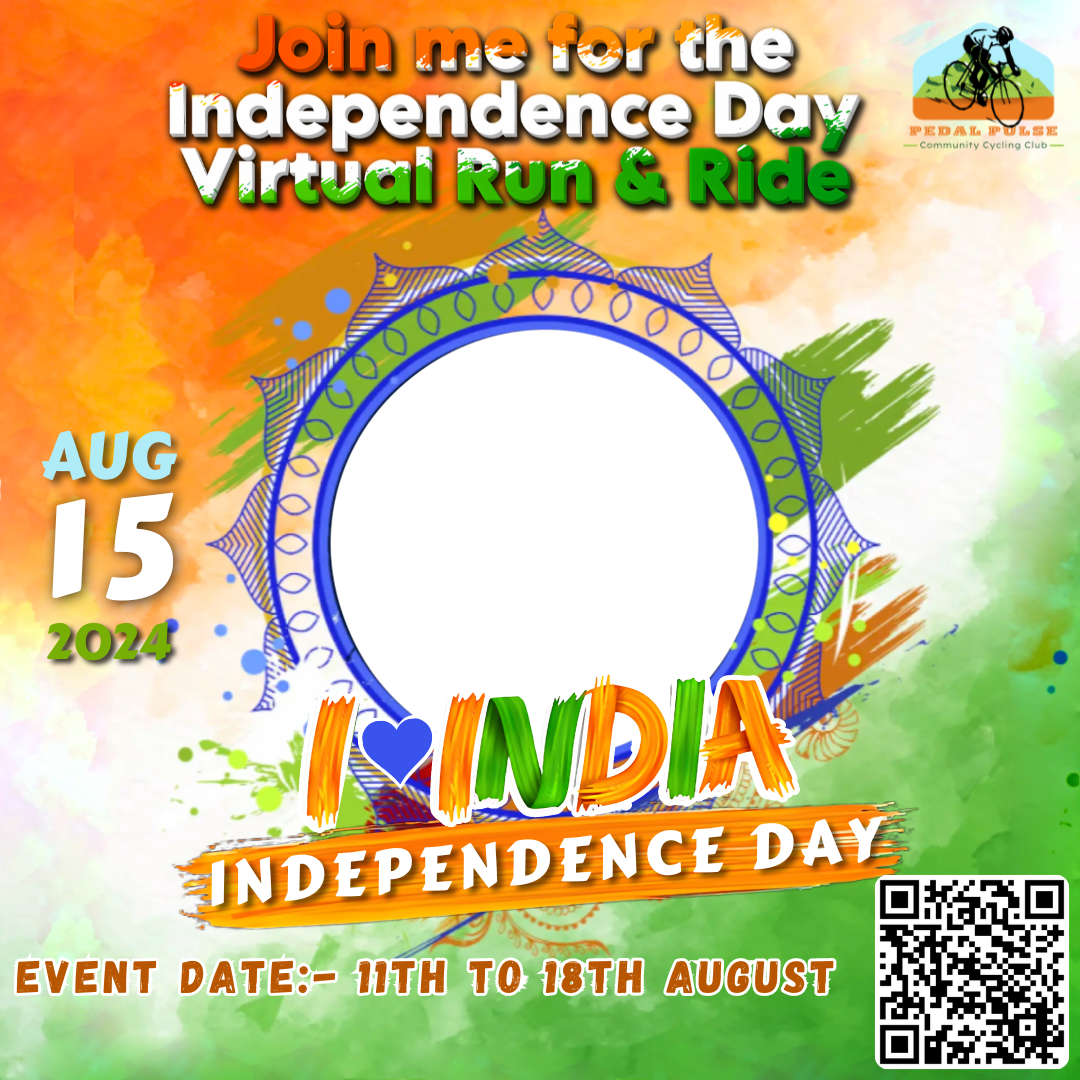 Join me for the
Independence Day
Virtual Run & Ride
PEDAL PULSE
Community Cycling Club
AUG
15
2024
I INDIA
INDEPENDENCE DAY
EVENT DATE:- 11TH TO 18TH AUGUST